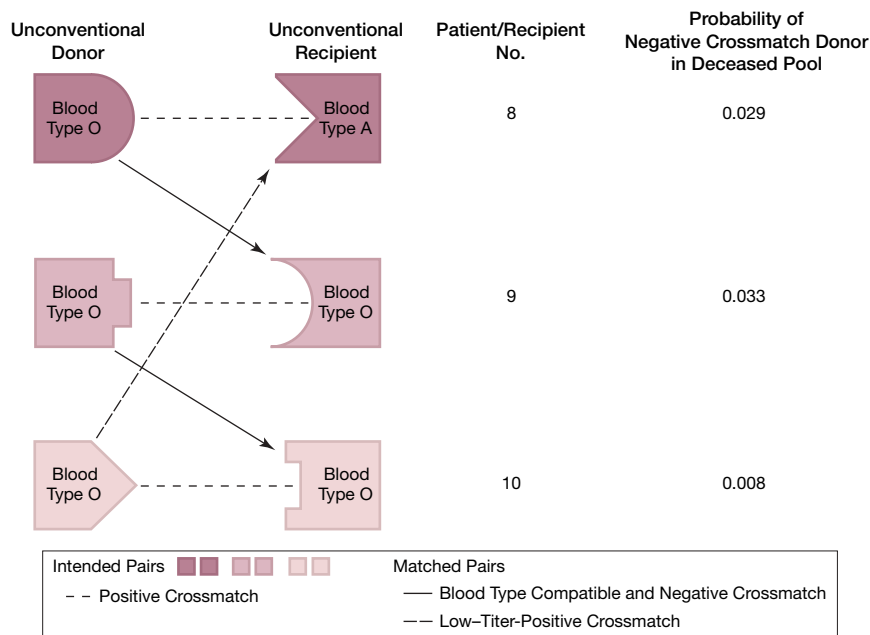 Unconventional
Donor
Unconventional
Recipient
Patient/Recipient
No.
Probability of
Negative Crossmatch Donor
in Deceased Pool
Blood
Type O
Blood
Type A
8
0.029
Blood
Type O
Blood
Type O
9
0.033
Blood
Type O
Blood
Type O
10
0.008
Intended Pairs
Positive Crossmatch
Matched Pairs
Blood Type Compatible and Negative Crossmatch
Low–Titer-Positive Crossmatch